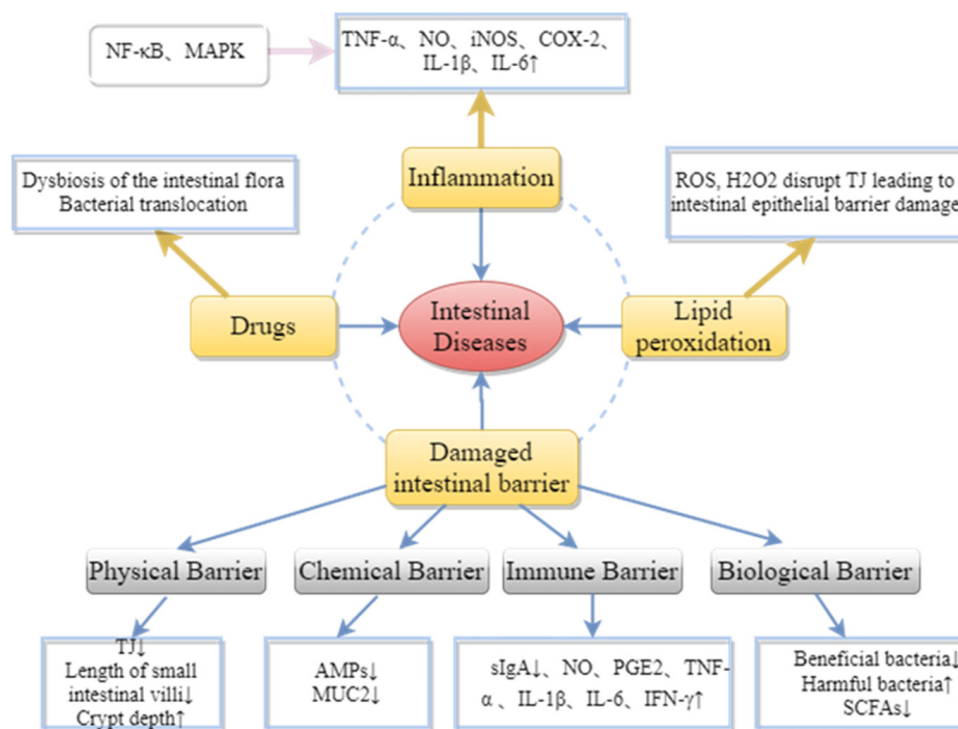 NF-κB、MAPK
TNF-α、NO、iNOS、COX-2、
IL-1β、IL-6↑
Inflammation
Dysbiosis of the intestinal flora
Bacterial translocation
ROS, H2O2 disrupt TJ leading to
intestinal epithelial barrier damage
Drugs
Intestinal
Diseases
Lipid
peroxidation
Damaged
intestinal barrier
Physical Barrier
Chemical Barrier
Immune Barrier
Biological Barrier
TJ↓
Length of small
intestinal villi↓
Crypt depth↑
AMPs↓
MUC2↓
sIgA↓、NO、PGE2、TNF-
α、IL-1β、IL-6、IFN-γ↑
Beneficial bacteria↓
Harmful bacteria↑
SCFAs↓